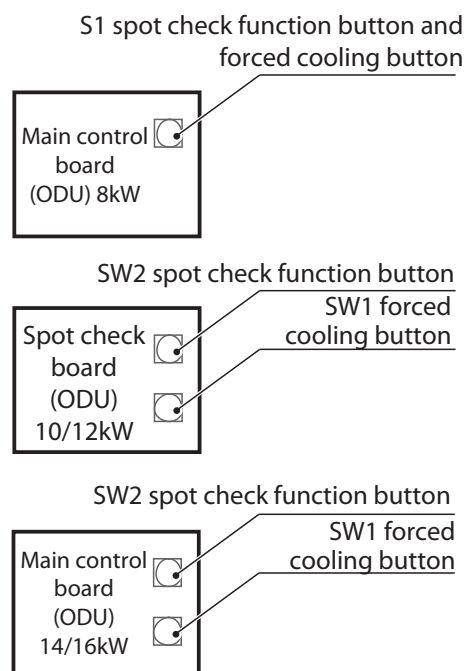 S1 spot check function button and
forced cooling button
Main control
board
(ODU) 8kW
SW2 spot check function button
SW1 forced
cooling button
Spot check
board
(ODU)
10/12kW
SW2 spot check function button
SW1 forced
cooling button
Main control
board
(ODU)
14/16kW